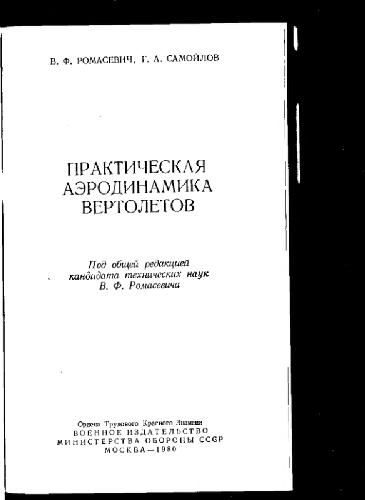 В. Ф. РОМАСЕВИЧ, Г. А. САМОЙЛОВ
ПРАКТИЧЕСКАЯ
АЭРОДИНАМИКА
ВЕРТОЛЕТОВ
Под общей редакцией
кандидата технических наук
В. Ф. Ромасевича
Ордена Трудового Красного Знамени
ВОЕННОЕ ИЗДАТЕЛЬСТВО
МИНИСТЕРСТВА ОБОРОНЫ СССР
МОСКВА—1980